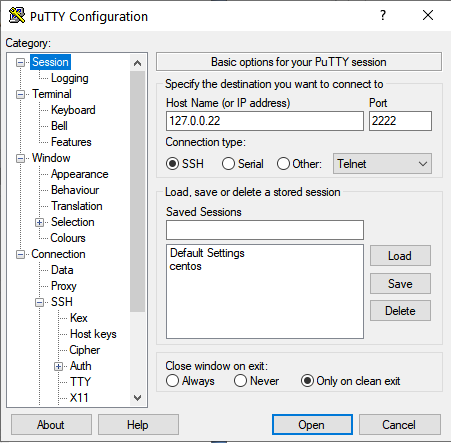 PuTTY Configuration
?
Category:
Session
Logging
Terminal
Keyboard
Bell
Features
Window
Appearance
Behaviour
Translation
Selection
Colours
Connection
Data
Proxy
SSH
Kex
Host keys
Cipher
Auth
TTY
X11
Basic options for your PuTTY session
Specify the destination you want to connect to
Host Name (or IP address) Port
127.0.0.22 2222
Connection type:
SSH Serial Other: Telnet
Load, save or delete a stored session
Saved Sessions
Default Settings
centos
Load
Save
Delete
Close window on exit:
Always Never Only on clean exit
About Help Open Cancel